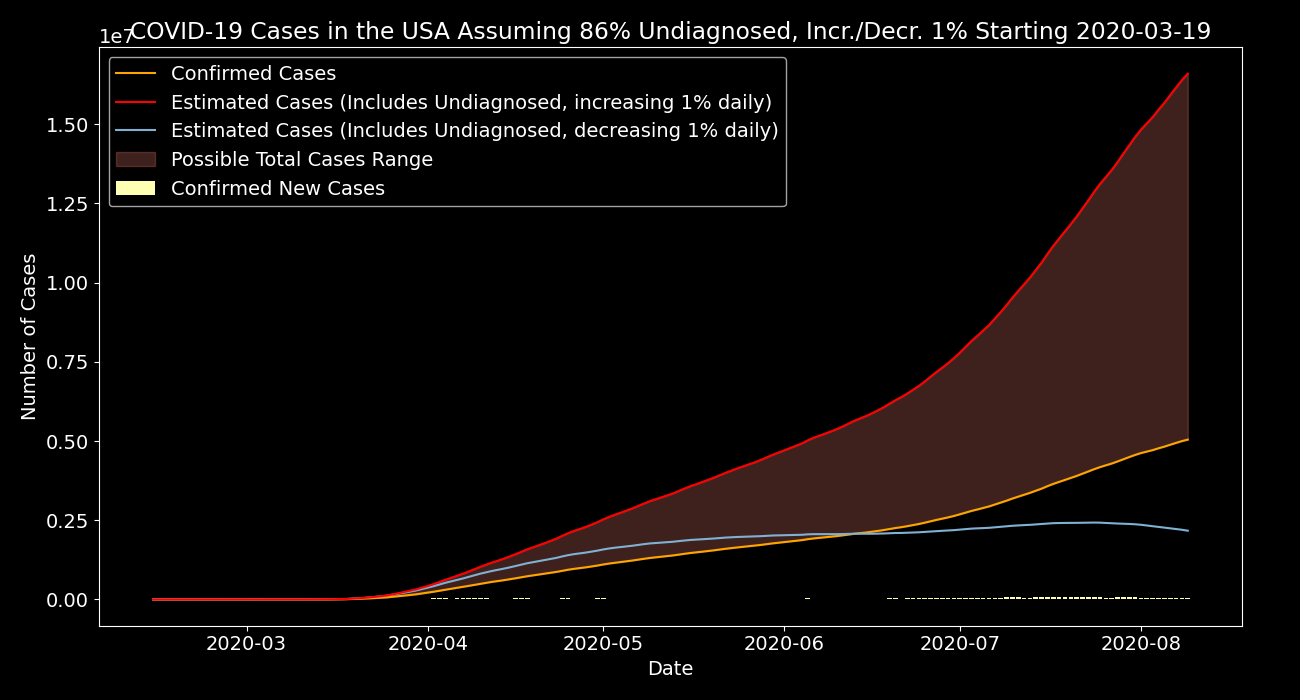 COVID-19 Cases in the USA Assuming 86% Undiagnosed, Incr./Decr. 1% Starting 2020-03-19
1e7
Confirmed Cases
Estimated Cases (Includes Undiagnosed, increasing 1% daily)
Estimated Cases (Includes Undiagnosed, decreasing 1% daily)
Possible Total Cases Range
Confirmed New Cases
Number of Cases
1.50
1.25
1.00
0.75
0.50
0.25
0.00
2020-03 2020-04 2020-05 2020-06 2020-07 2020-08
Date